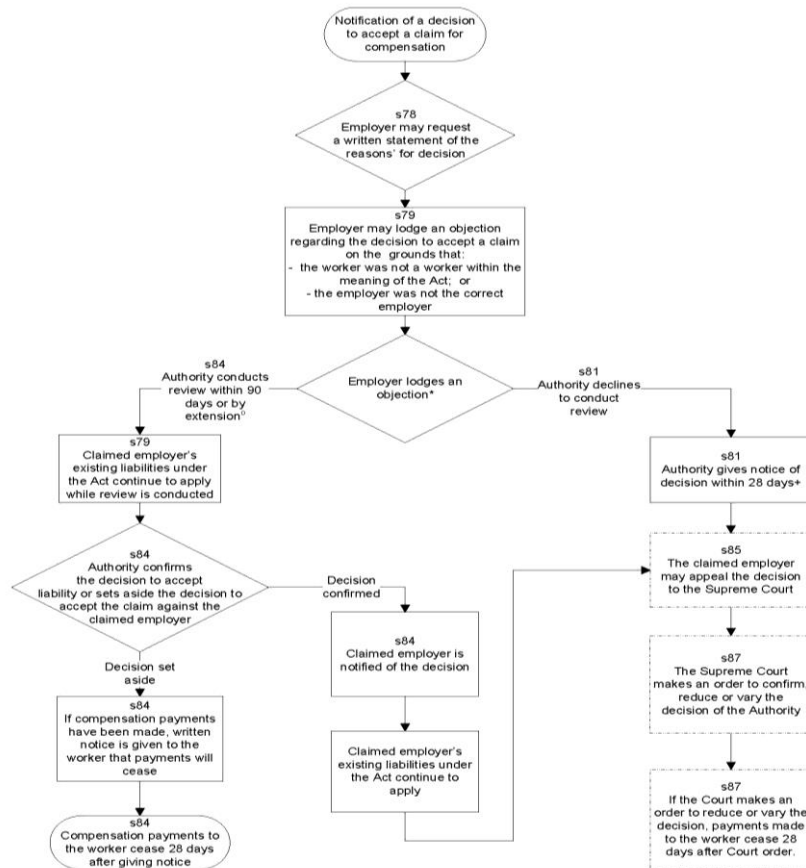 Notification of a decision
to accept a claim for
compensation
s78
Employer may request
a written statement of the
reasons' for decision
s79
Employer may lodge an objection
regarding the decision to accept a claim
on the grounds that:
- the worker was not a worker within the
meaning of the Act; or
- the employer was not the correct
employer
s84
Authority conducts
review within 90
days or by
extension°
Employer lodges an
objection*
s81
Authority declines
to conduct
review
s79
Claimed employer's
existing liabilities under
the Act continue to apply
while review is conducted
s81
Authority gives notice of
decision within 28 days+
s84
Authority confirms
the decision to accept
liability or sets aside the decision to
accept the claim against the
claimed employer
Decision
confirmed
s85
The claimed employer
may appeal the decision
to the Supreme Court
s84
Claimed employer is
notified of the decision
Decision set
aside
s87
The Supreme Court
makes an order to confirm,
reduce or vary the
decision of the Authority
s84
If compensation payments
have been made, written
notice is given to the
worker that payments will
cease
Claimed employer's
existing liabilities under
the Act continue to
apply
s84
Compensation payments to
the worker cease 28 days
after giving notice
s87
If the Court makes an
order to reduce or vary the
decision, payments made
to the worker cease 28
days after Court order.